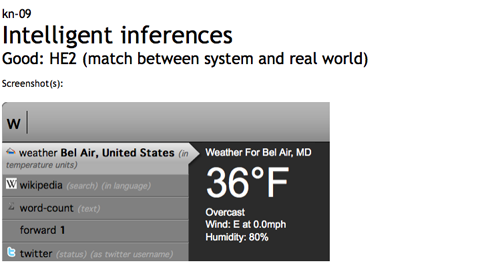 kn-09
Intelligent inferences
Good: HE2 (match between system and real world)
Screenshot(s):
w
weather Bel Air, United States (in temperature units)
Weather For Bel Air, MD
36°F
Overcast
Wind: E at 0.0mph
Humidity: 80%
W wikipedia (search) (in language)
word-count (text)
forward 1
twitter (status) (as twitter username)